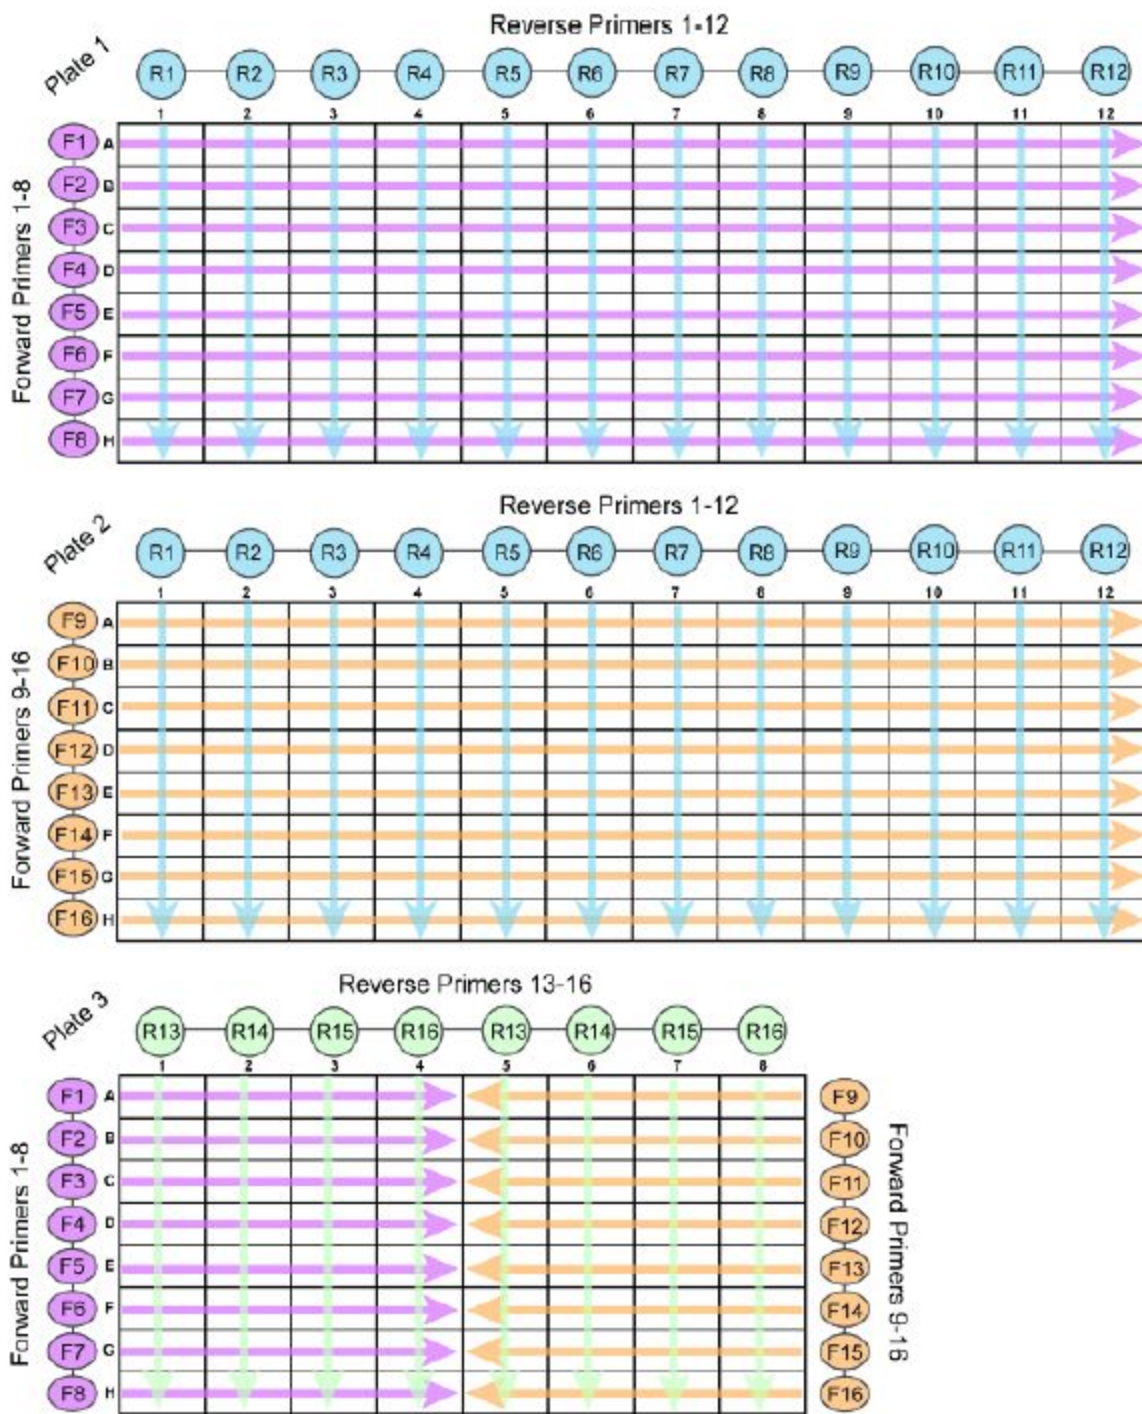 Reverse Primers 1-12
Plate 1
R1 R2 R3 R4 R5 R6 R7 R8 R9 R10 R11 R12
1 2 3 4 5 6 7 8 9 10 11 12
Forward Primers 1-8
F1 A
F2 B
F3 C
F4 D
F5 E
F6 F
F7 G
F8 H
Reverse Primers 1-12
Plate 2
R1 R2 R3 R4 R5 R6 R7 R8 R9 R10 R11 R12
1 2 3 4 5 6 7 8 9 10 11 12
Forward Primers 9-16
F9 A
F10 B
F11 C
F12 D
F13 E
F14 F
F15 G
F16 H
Reverse Primers 13-16
Plate 3
R13 R14 R15 R16 R13 R14 R15 R16
1 2 3 4 5 6 7 8
Forward Primers 1-8
F1 A F9
F2 B F10
F3 C F11
F4 D F12
F5 E F13
F6 F F14
F7 G F15
F8 H F16
Forward Primers 9-16